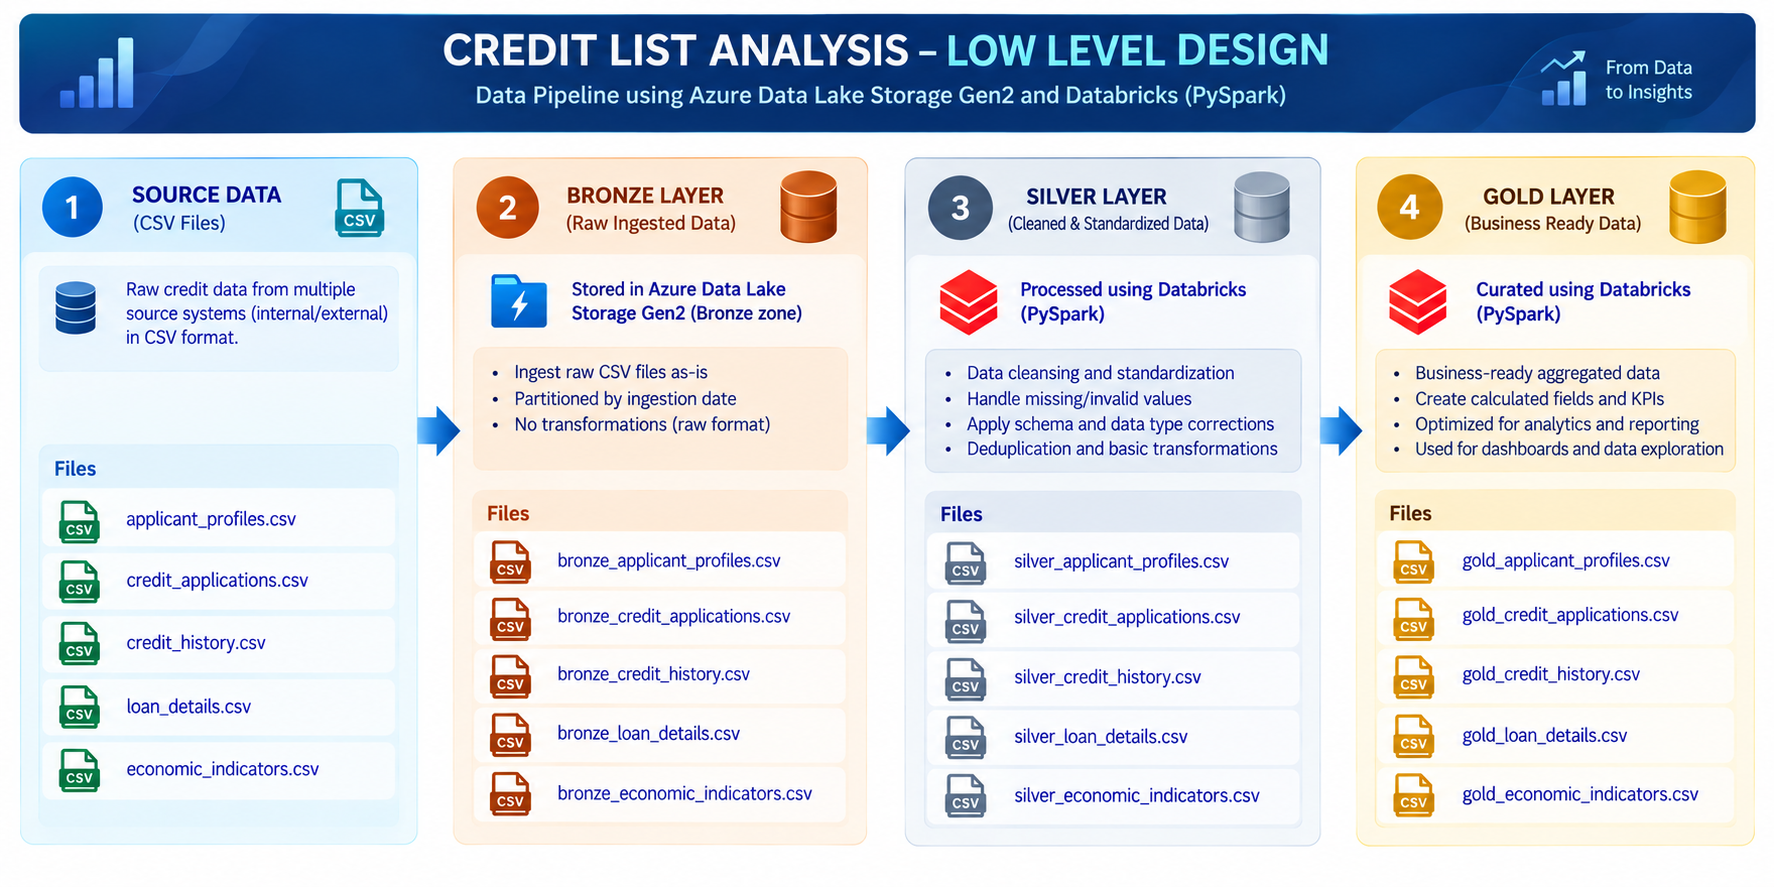 CREDIT LIST ANALYSIS – LOW LEVEL DESIGN
Data Pipeline using Azure Data Lake Storage Gen2 and Databricks (PySpark)
From Data
to Insights
1
SOURCE DATA
(CSV Files)
CSV
Raw credit data from multiple
source systems (internal/external)
in CSV format.
Files
CSV
applicant_profiles.csv
CSV
credit_applications.csv
CSV
credit_history.csv
CSV
loan_details.csv
CSV
economic_indicators.csv
2
BRONZE LAYER
(Raw Ingested Data)
Stored in Azure Data Lake
Storage Gen2 (Bronze zone)
• Ingest raw CSV files as-is
• Partitioned by ingestion date
• No transformations (raw format)
Files
CSV
bronze_applicant_profiles.csv
CSV
bronze_credit_applications.csv
CSV
bronze_credit_history.csv
CSV
bronze_loan_details.csv
CSV
bronze_economic_indicators.csv
3
SILVER LAYER
(Cleaned & Standardized Data)
Processed using Databricks
(PySpark)
• Data cleansing and standardization
• Handle missing/invalid values
• Apply schema and data type corrections
• Deduplication and basic transformations
Files
CSV
silver_applicant_profiles.csv
CSV
silver_credit_applications.csv
CSV
silver_credit_history.csv
CSV
silver_loan_details.csv
CSV
silver_economic_indicators.csv
4
GOLD LAYER
(Business Ready Data)
Curated using Databricks
(PySpark)
• Business-ready aggregated data
• Create calculated fields and KPIs
• Optimized for analytics and reporting
• Used for dashboards and data exploration
Files
CSV
gold_applicant_profiles.csv
CSV
gold_credit_applications.csv
CSV
gold_credit_history.csv
CSV
gold_loan_details.csv
CSV
gold_economic_indicators.csv